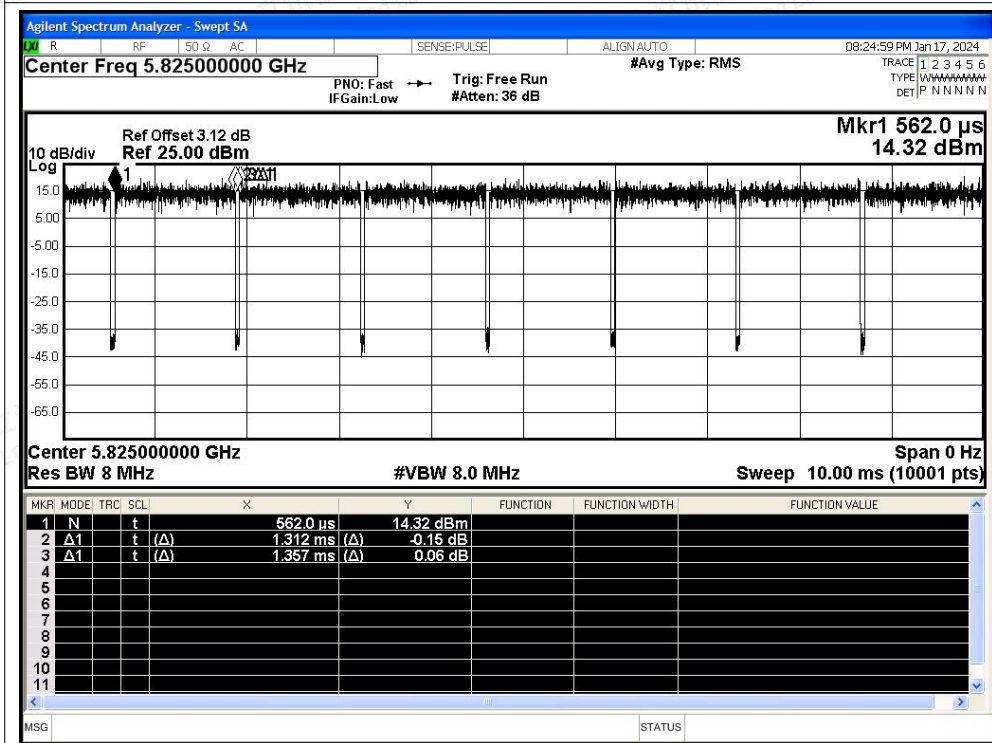 Agilent Spectrum Analyzer - Swept SA
LXI R RF 50 Ω AC SENSE:PULSE ALIGN AUTO 08:24:59 PM Jan 17, 2024
Center Freq 5.825000000 GHz #Avg Type: RMS TRACE 1 2 3 4 5 6
PNO: Fast Trig: Free Run TYPE W
IFGain:Low #Atten: 36 dB DET P N N N N N
Mkr1 562.0 µs
Ref Offset 3.12 dB
10 dB/div Ref 25.00 dBm 14.32 dBm
Log
1
15.0
5.00
-5.00
-15.0
-25.0
-35.0
-45.0
-55.0
-65.0
Center 5.825000000 GHz Span 0 Hz
Res BW 8 MHz #VBW 8.0 MHz Sweep 10.00 ms (10001 pts)
MKR MODE TRC SCL X Y FUNCTION FUNCTION WIDTH FUNCTION VALUE
1 N t 562.0 µs 14.32 dBm
2 Δ1 t (Δ) 1.312 ms (Δ) -0.15 dB
3 Δ1 t (Δ) 1.357 ms (Δ) 0.06 dB
4
5
6
7
8
9
10
11
MSG STATUS